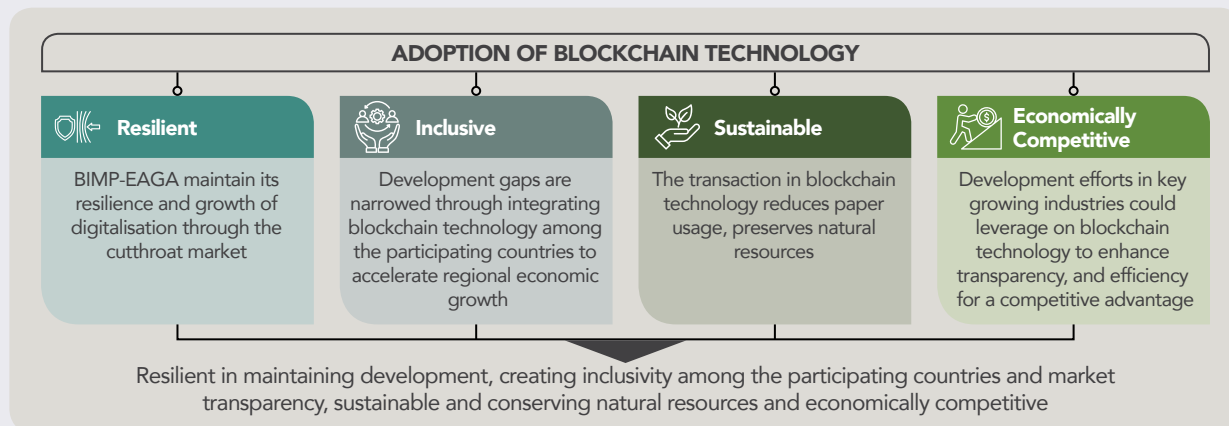 ADOPTION OF BLOCKCHAIN TECHNOLOGY
Resilient
BIMP-EAGA maintain its
resilience and growth of
digitalisation through the
cutthroat market
Inclusive
Development gaps are
narrowed through integrating
blockchain technology among
the participating countries to
accelerate regional economic
growth
Sustainable
The transaction in blockchain
technology reduces paper
usage, preserves natural
resources
Economically
Competitive
Development efforts in key
growing industries could
leverage on blockchain
technology to enhance
transparency, and efficiency
for a competitive advantage
Resilient in maintaining development, creating inclusivity among the participating countries and market
transparency, sustainable and conserving natural resources and economically competitive